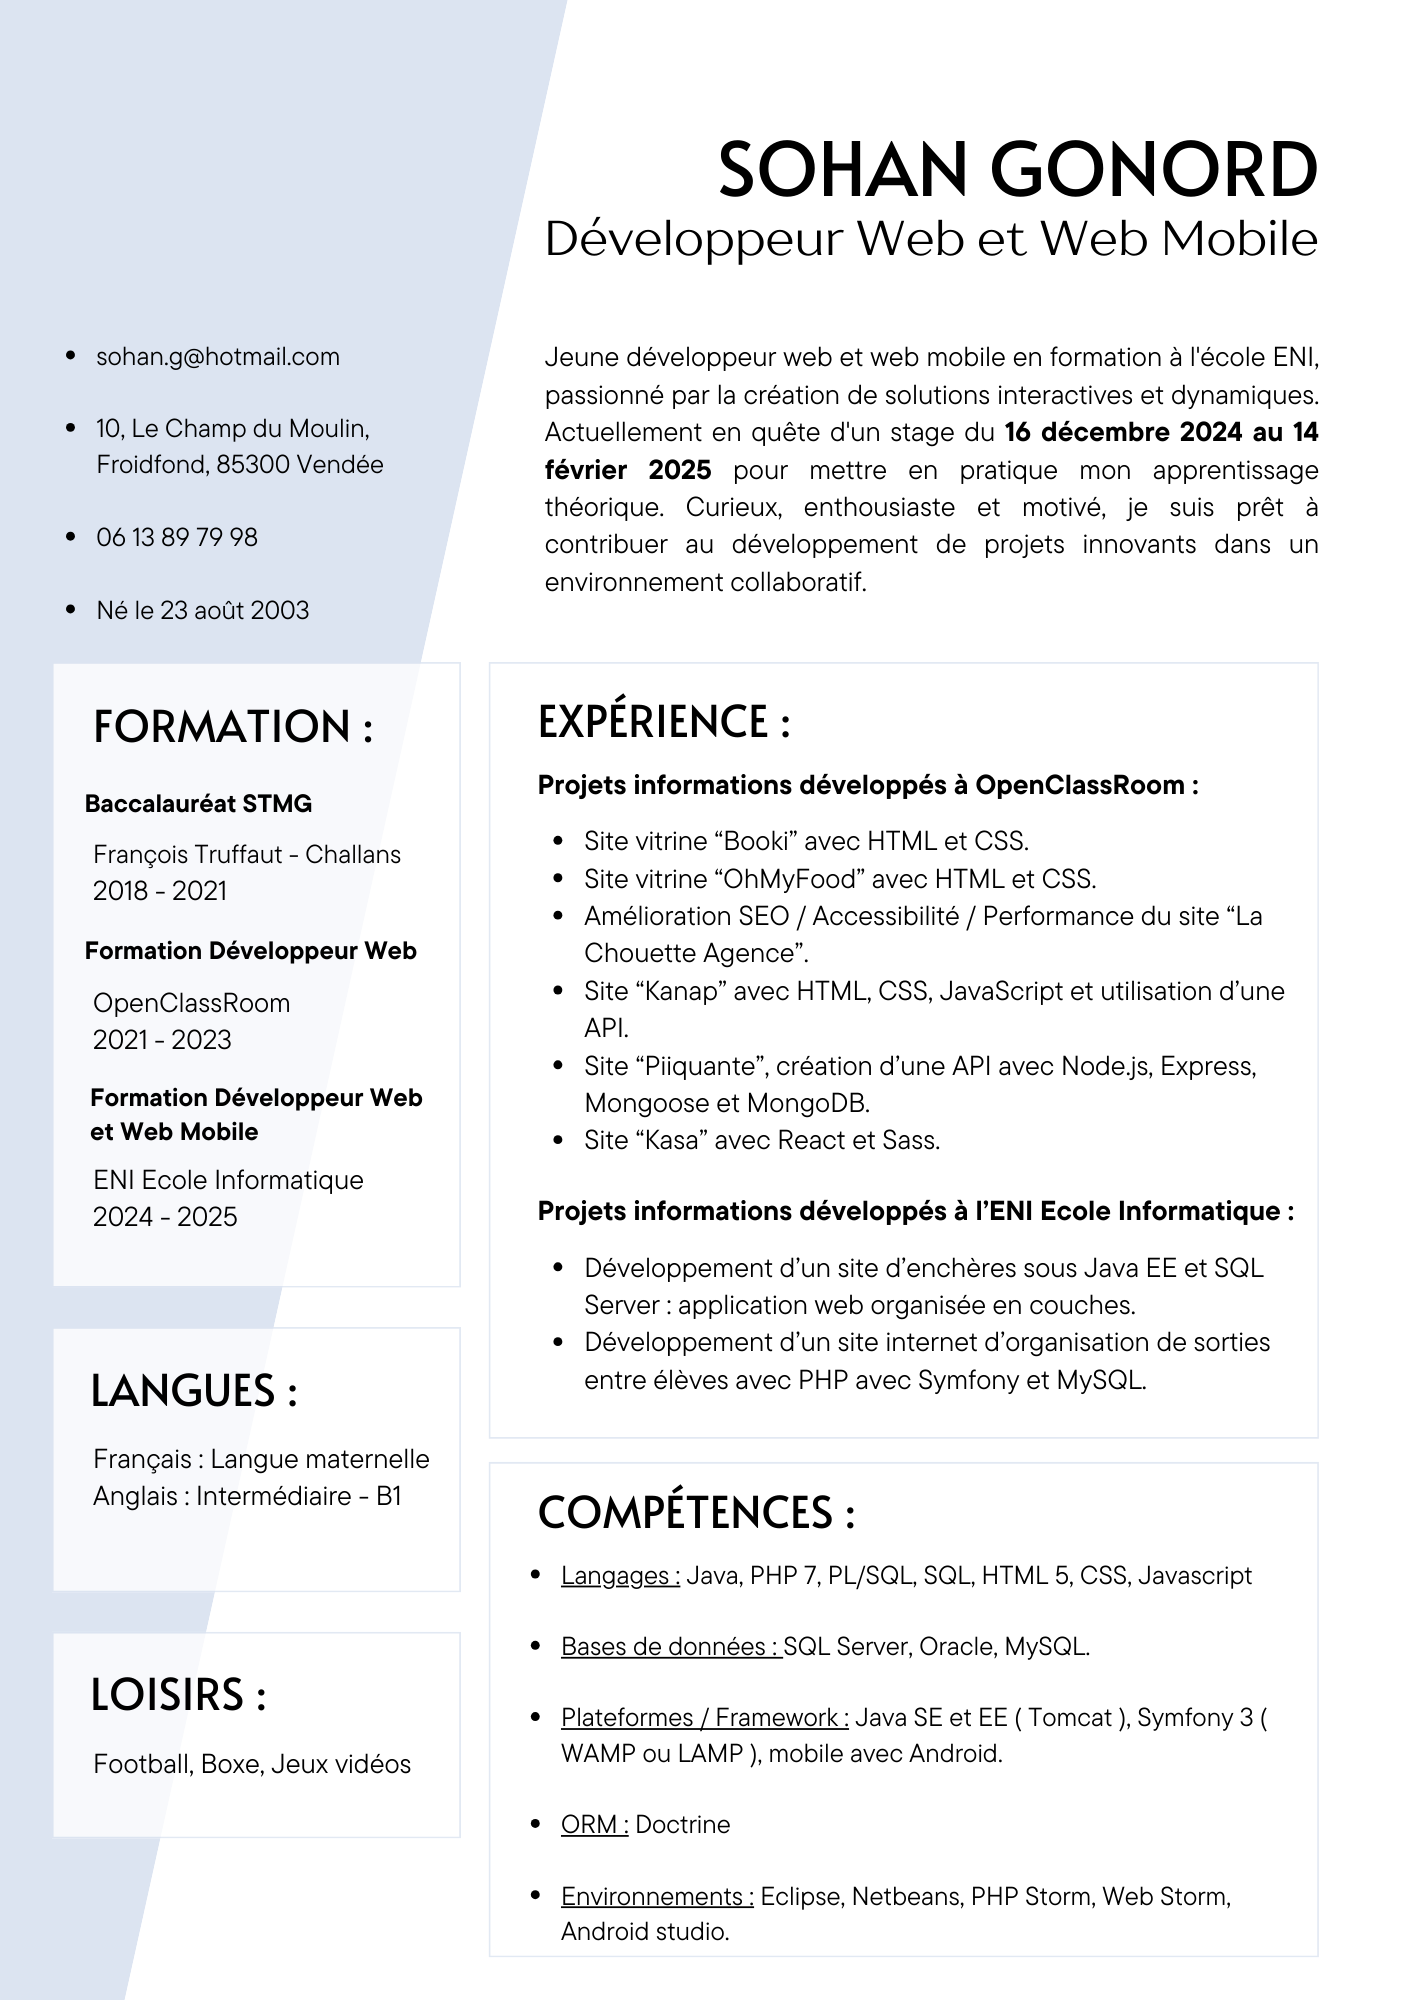 SOHAN GONORD
Développeur Web et Web Mobile
sohan.g@hotmail.com
10, Le Champ du Moulin,
Froidfond, 85300 Vendée
06 13 89 79 98
Né le 23 août 2003
Jeune développeur web et web mobile en formation à l'école ENI,
passionné par la création de solutions interactives et dynamiques.
Actuellement en quête d'un stage du 16 décembre 2024 au 14
février 2025 pour mettre en pratique mon apprentissage
théorique. Curieux, enthousiaste et motivé, je suis prêt à
contribuer au développement de projets innovants dans un
environnement collaboratif.
FORMATION :
Baccalauréat STMG
François Truffaut - Challans
2018 - 2021
Formation Développeur Web
OpenClassRoom
2021 - 2023
Formation Développeur Web
et Web Mobile
ENI Ecole Informatique
2024 - 2025
LANGUES :
Français : Langue maternelle
Anglais : Intermédiaire - B1
LOISIRS :
Football, Boxe, Jeux vidéos
EXPÉRIENCE :
Projets informations développés à OpenClassRoom :
Site vitrine “Booki” avec HTML et CSS.
Site vitrine “OhMyFood” avec HTML et CSS.
Amélioration SEO / Accessibilité / Performance du site “La
Chouette Agence”.
Site “Kanap” avec HTML, CSS, JavaScript et utilisation d’une
API.
Site “Piiquante”, création d’une API avec Node.js, Express,
Mongoose et MongoDB.
Site “Kasa” avec React et Sass.
Projets informations développés à l’ENI Ecole Informatique :
Développement d’un site d’enchères sous Java EE et SQL
Server : application web organisée en couches.
Développement d’un site internet d’organisation de sorties
entre élèves avec PHP avec Symfony et MySQL.
COMPÉTENCES :
Langages : Java, PHP 7, PL/SQL, SQL, HTML 5, CSS, Javascript
Bases de données : SQL Server, Oracle, MySQL.
Plateformes / Framework : Java SE et EE ( Tomcat ), Symfony 3 (
WAMP ou LAMP ), mobile avec Android.
ORM : Doctrine
Environnements : Eclipse, Netbeans, PHP Storm, Web Storm,
Android studio.